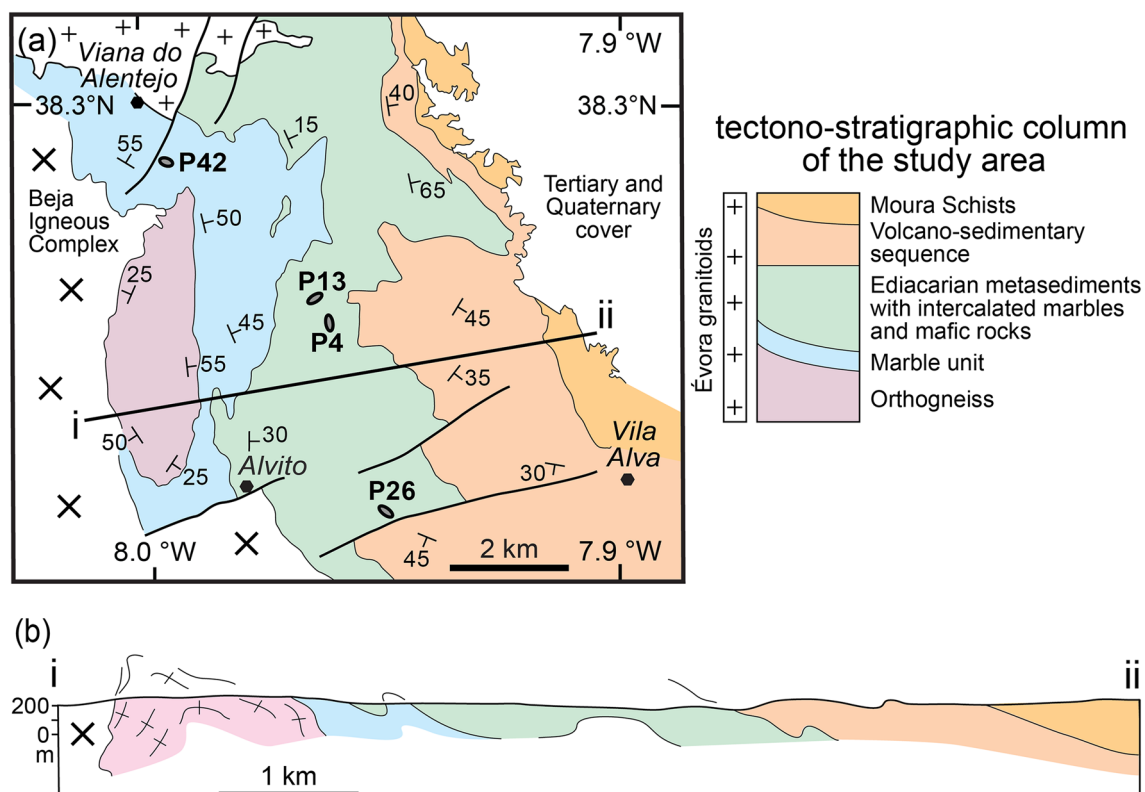 (a)
Viana do
Alentejo
7.9 °W
38.3°N
38.3°N
40
15
55
P42
65
Tertiary and
Quaternary
cover
Beja
Igneous
Complex
50
25
P13
45
45
ii
P4
55
35
i
50
30
Alvito
25
Vila
Alva
30
P26
8.0 °W
45
2 km
7.9 °W
tectono-stratigraphic column
of the study area
Évora granitoids
Moura Schists
Volcano-sedimentary
sequence
Ediacarian metasediments
with intercalated marbles
and mafic rocks
Marble unit
Orthogneiss
(b)
i
ii
200
0
m
1 km